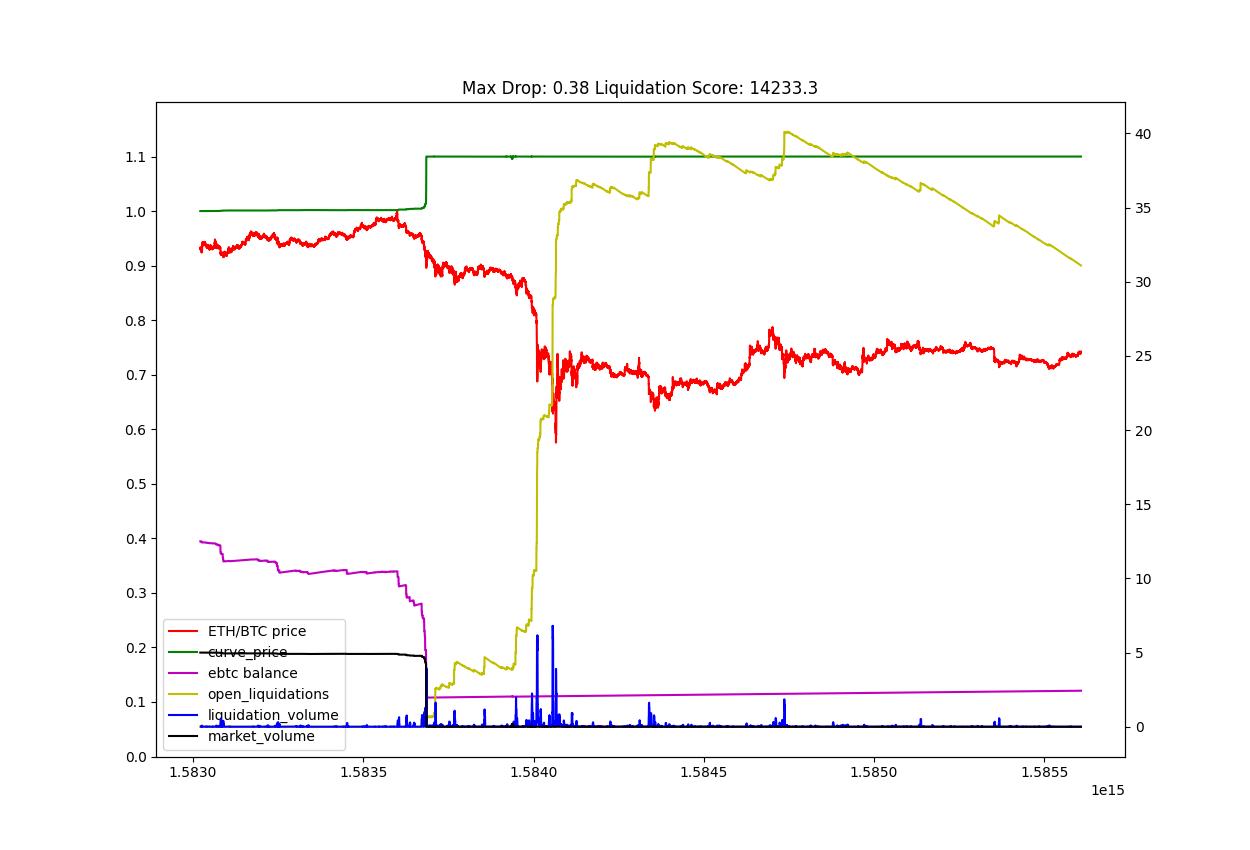 Max Drop: 0.38 Liquidation Score: 14233.3
1.1
1.0
0.9
0.8
0.7
0.6
0.5
0.4
0.3
0.2
0.1
0.0
40
35
30
25
20
15
10
5
0
ETH/BTC price
curve_price
ebtc balance
open_liquidations
liquidation_volume
market_volume
1.5830 1.5835 1.5840 1.5845 1.5850 1.5855
1e15